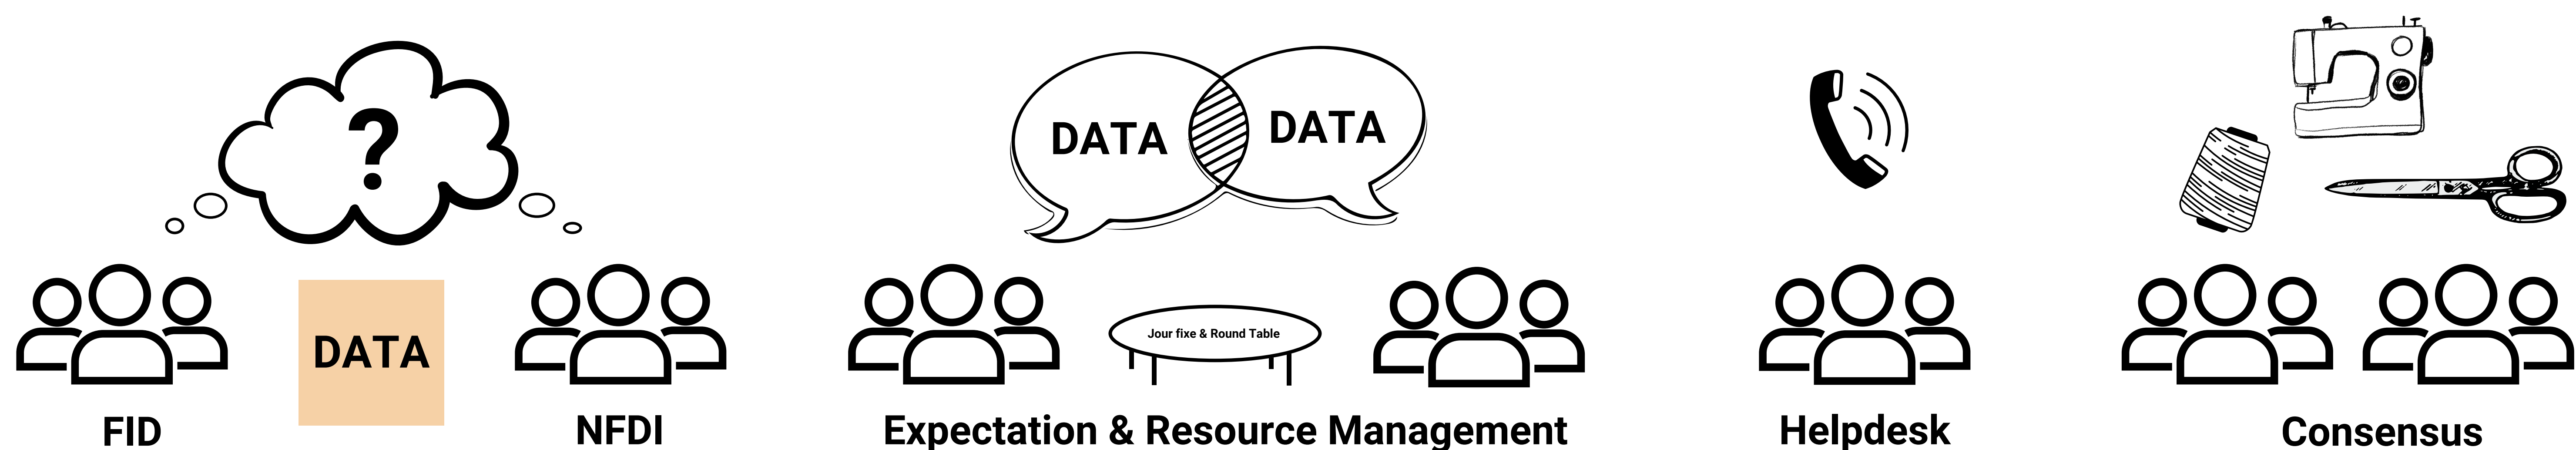 ?
DATA
FID
NFDI
DATA
DATA
Jour fixe & Round Table
Expectation & Resource Management
Helpdesk
Consensus